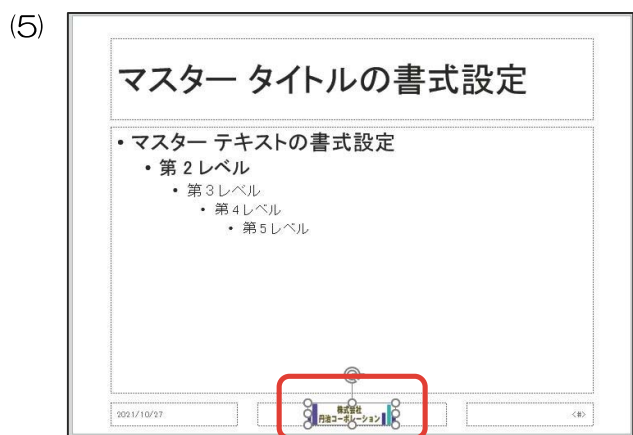 (5)
マスター タイトルの書式設定
• マスター テキストの書式設定
• 第 2 レベル
• 第 3 レベル
• 第 4 レベル
• 第 5 レベル
2021/10/27
株式会社
丹治コーポレーション
<#>